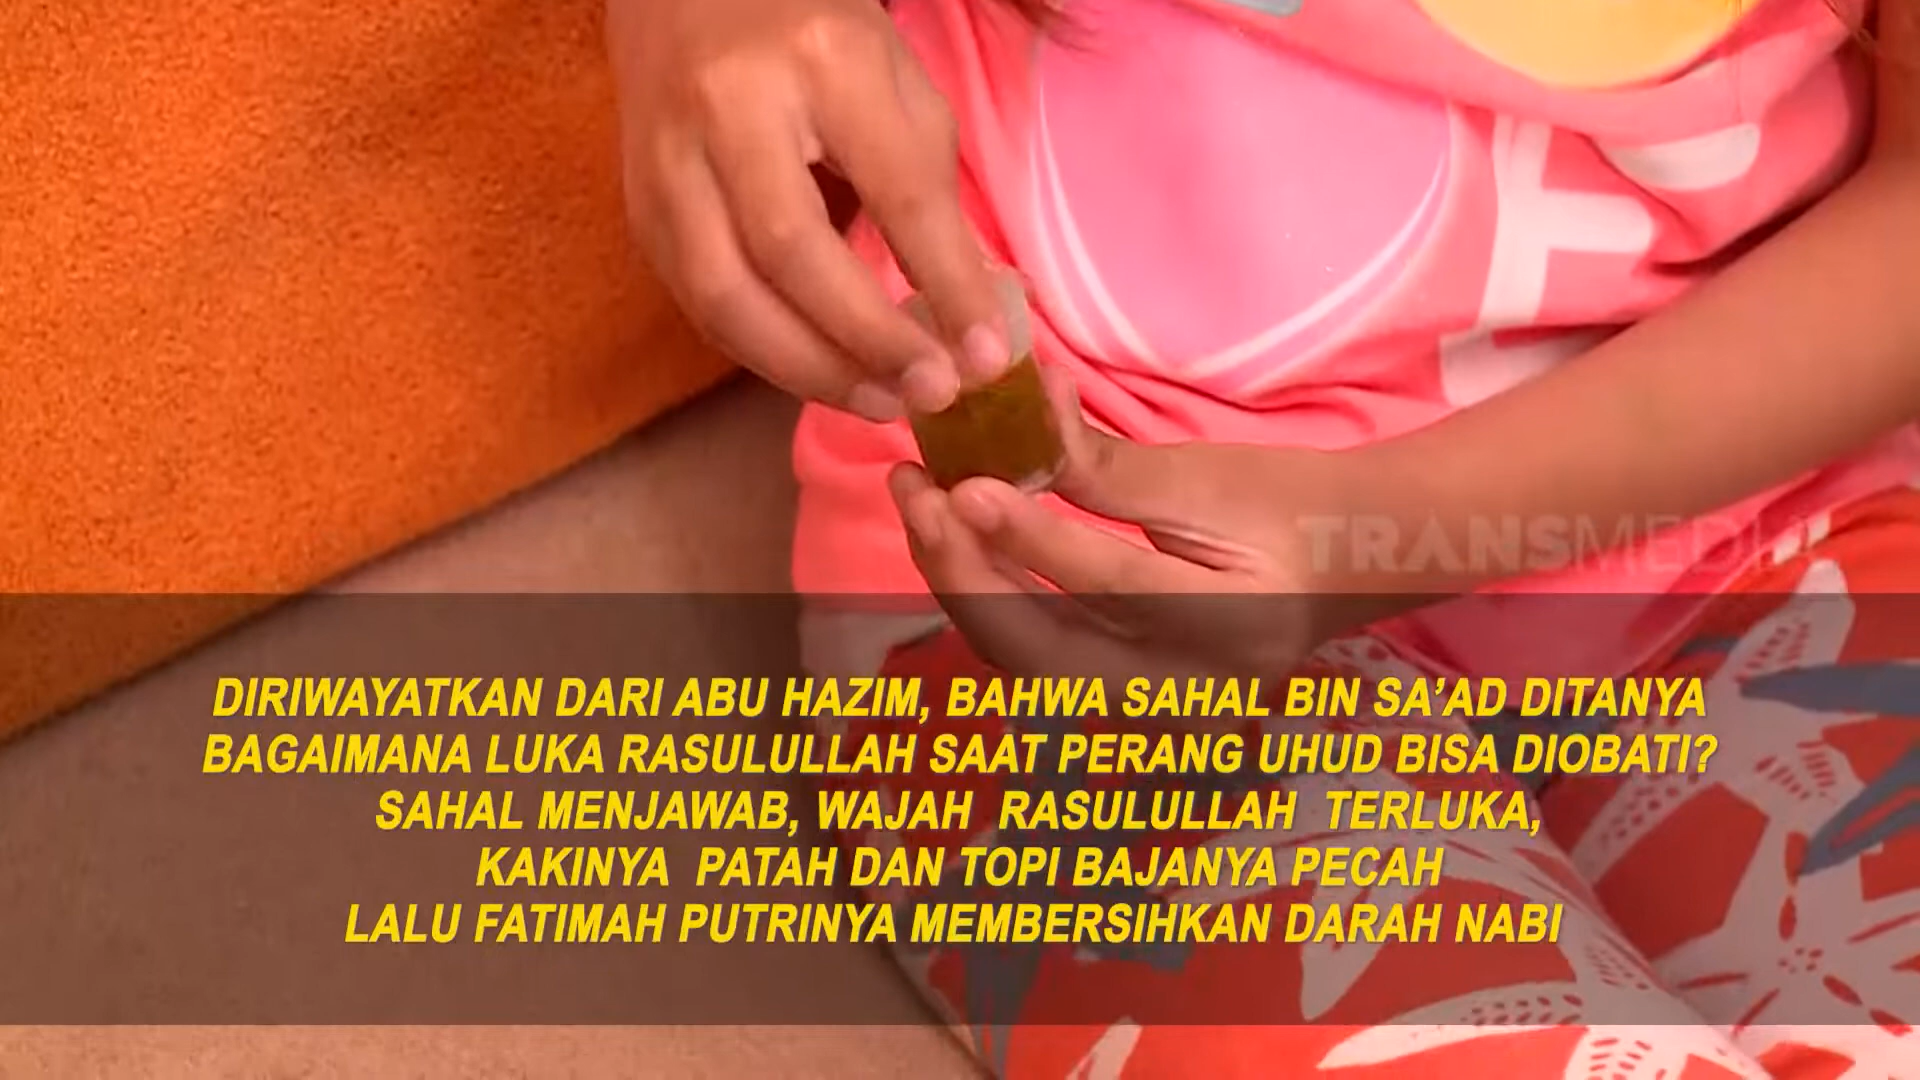 TRANSMEDIA
DIRIWAYATKAN DARI ABU HAZIM, BAHWA SAHAL BIN SA’AD DITANYA
BAGAIMANA LUKA RASULULLAH SAAT PERANG UHUD BISA DIOBATI?
SAHAL MENJAWAB, WAJAH RASULULLAH TERLUKA,
KAKINYA PATAH DAN TOPI BAJANYA PECAH
LALU FATIMAH PUTRINYA MEMBERSIHKAN DARAH NABI